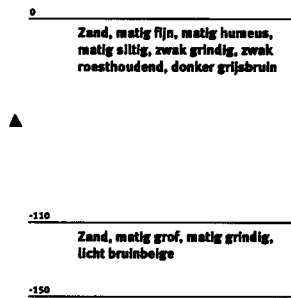 0
Zand, matig fijn, matig humeus,
matig siltig, zwak grindig, zwak
roesthoudend, donker grijsbruin
-110
Zand, matig grof, matig grindig,
licht bruinbeige
-150